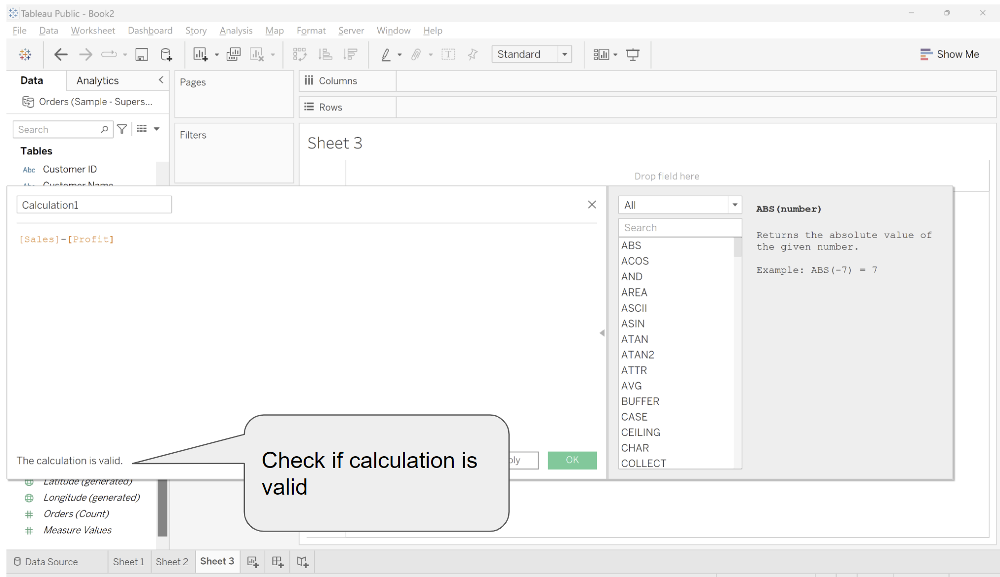 Tableau Public - Book2
File Data Worksheet Dashboard Story Analysis Map Format Server Window Help
Standard
Show Me
Data Analytics
Pages
Columns
Orders (Sample - Supers...
Rows
Search
Filters
Sheet 3
Tables
Abc Customer ID
Drop field here
Abc Customer Name
Calculation1
All
ABS(number)
Search
[Sales]-[Profit]
Returns the absolute value of
the given number.
Example: ABS(-7) = 7
ABS
ACOS
AND
AREA
ASCII
ASIN
ATAN
ATAN2
ATTR
AVG
BUFFER
CASE
CEILING
CHAR
COLLECT
The calculation is valid.
Check if calculation is
valid
OK
Latitude (generated)
Longitude (generated)
Orders (Count)
Measure Values
Data Source Sheet 1 Sheet 2 Sheet 3